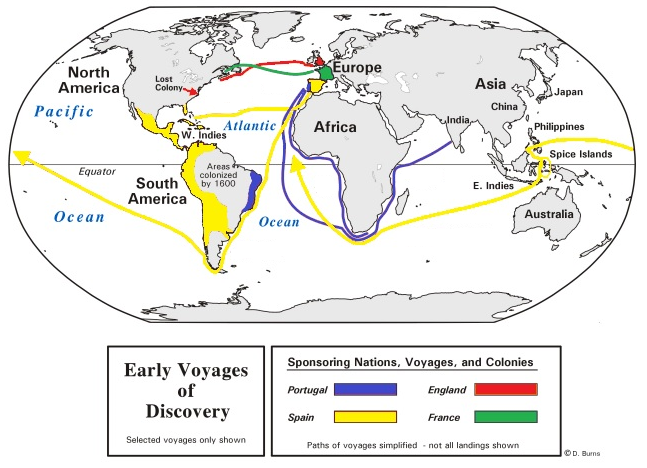 North
America
Pacific
Lost
Colony
Europe
Asia
Japan
China
India
Philippines
Atlantic
Africa
W. Indies
Spice Islands
Equator
Areas
colonized
by 1600
South
America
E. Indies
Ocean
Ocean
Australia
Early Voyages
of
Discovery
Selected voyages only shown
Sponsoring Nations, Voyages, and Colonies
Portugal
England
Spain
France
Paths of voyages simplified - not all landings shown
© D. Burns